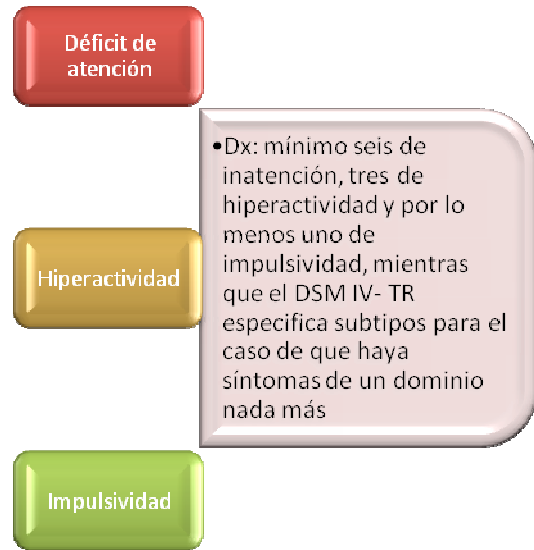 Déficit de
atención
•Dx: mínimo seis de
inatención, tres de
hiperactividad y por lo
menos uno de
impulsividad, mientras
que el DSM IV- TR
especifica subtipos para el
caso de que haya
síntomas de un dominio
nada más
Hiperactividad
Impulsividad